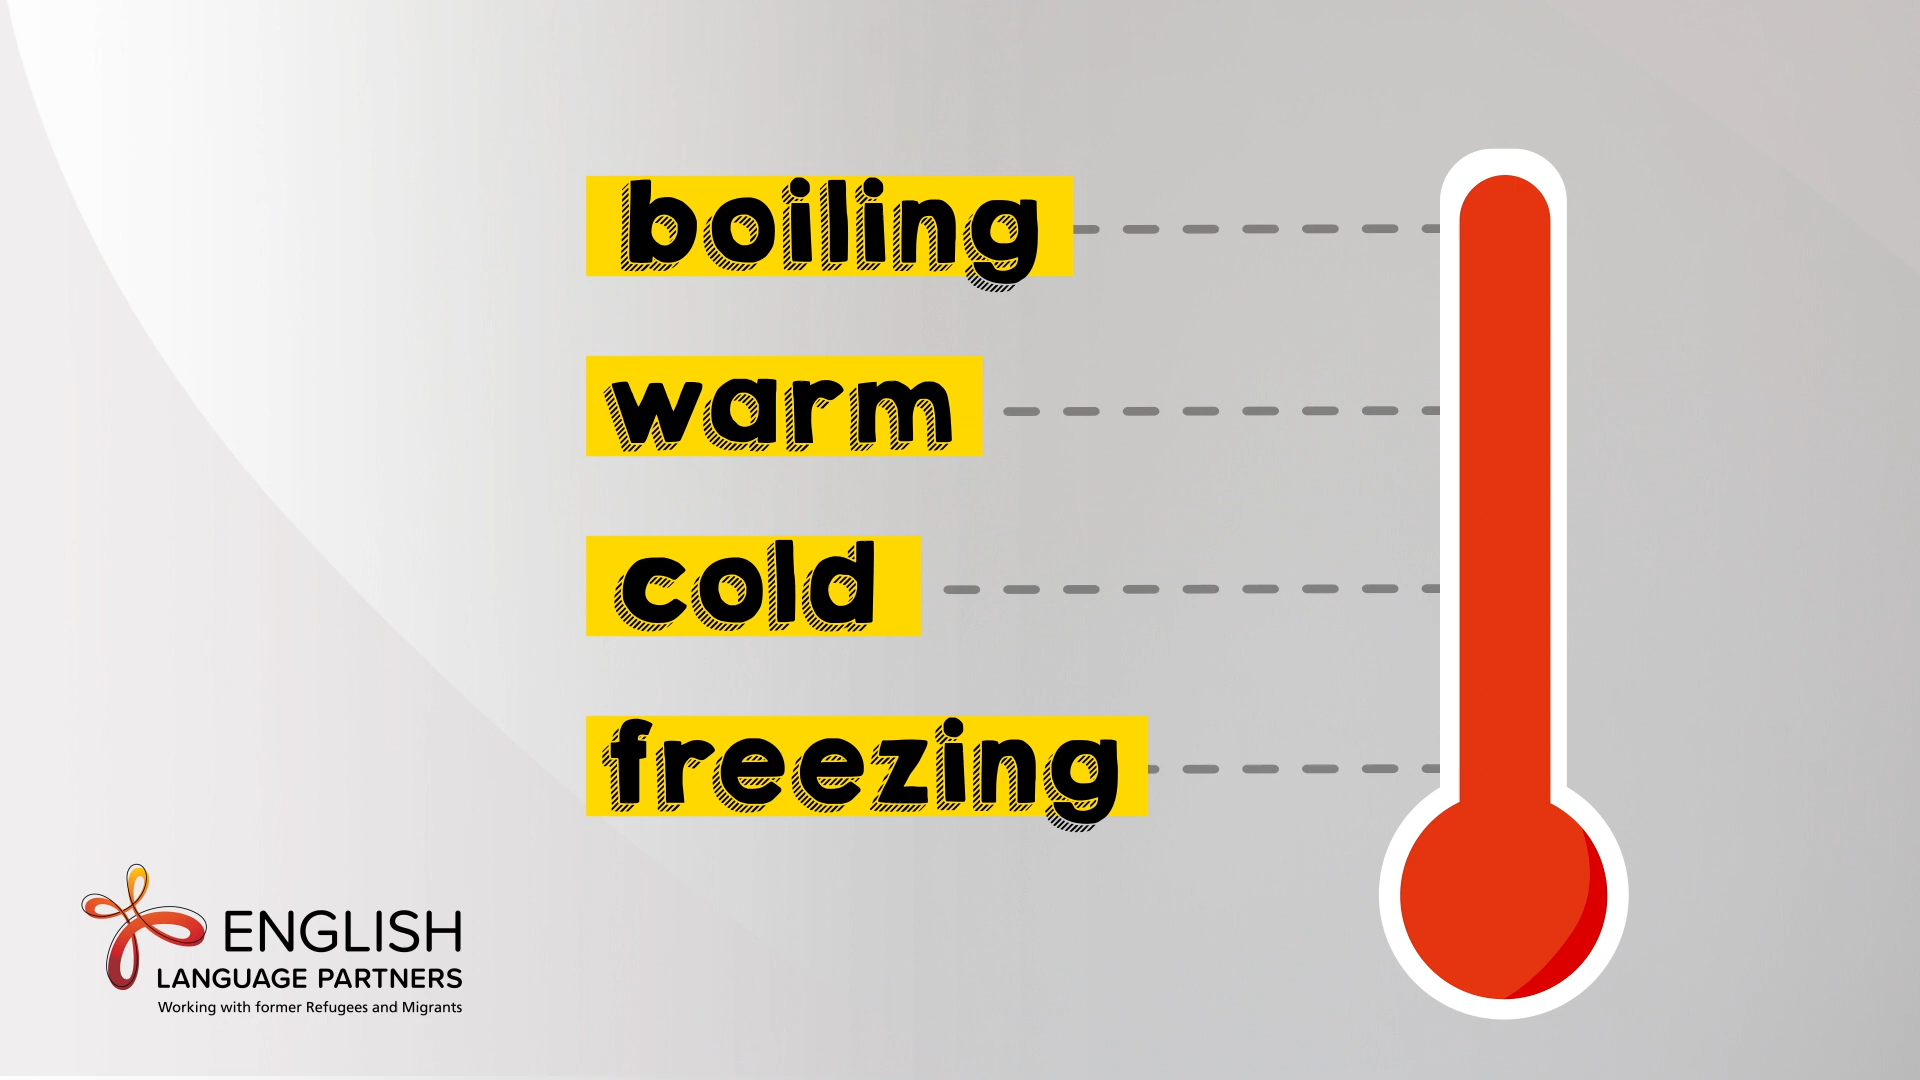 boiling
warm
cold
freezing
ENGLISH
LANGUAGE PARTNERS
Working with former Refugees and Migrants